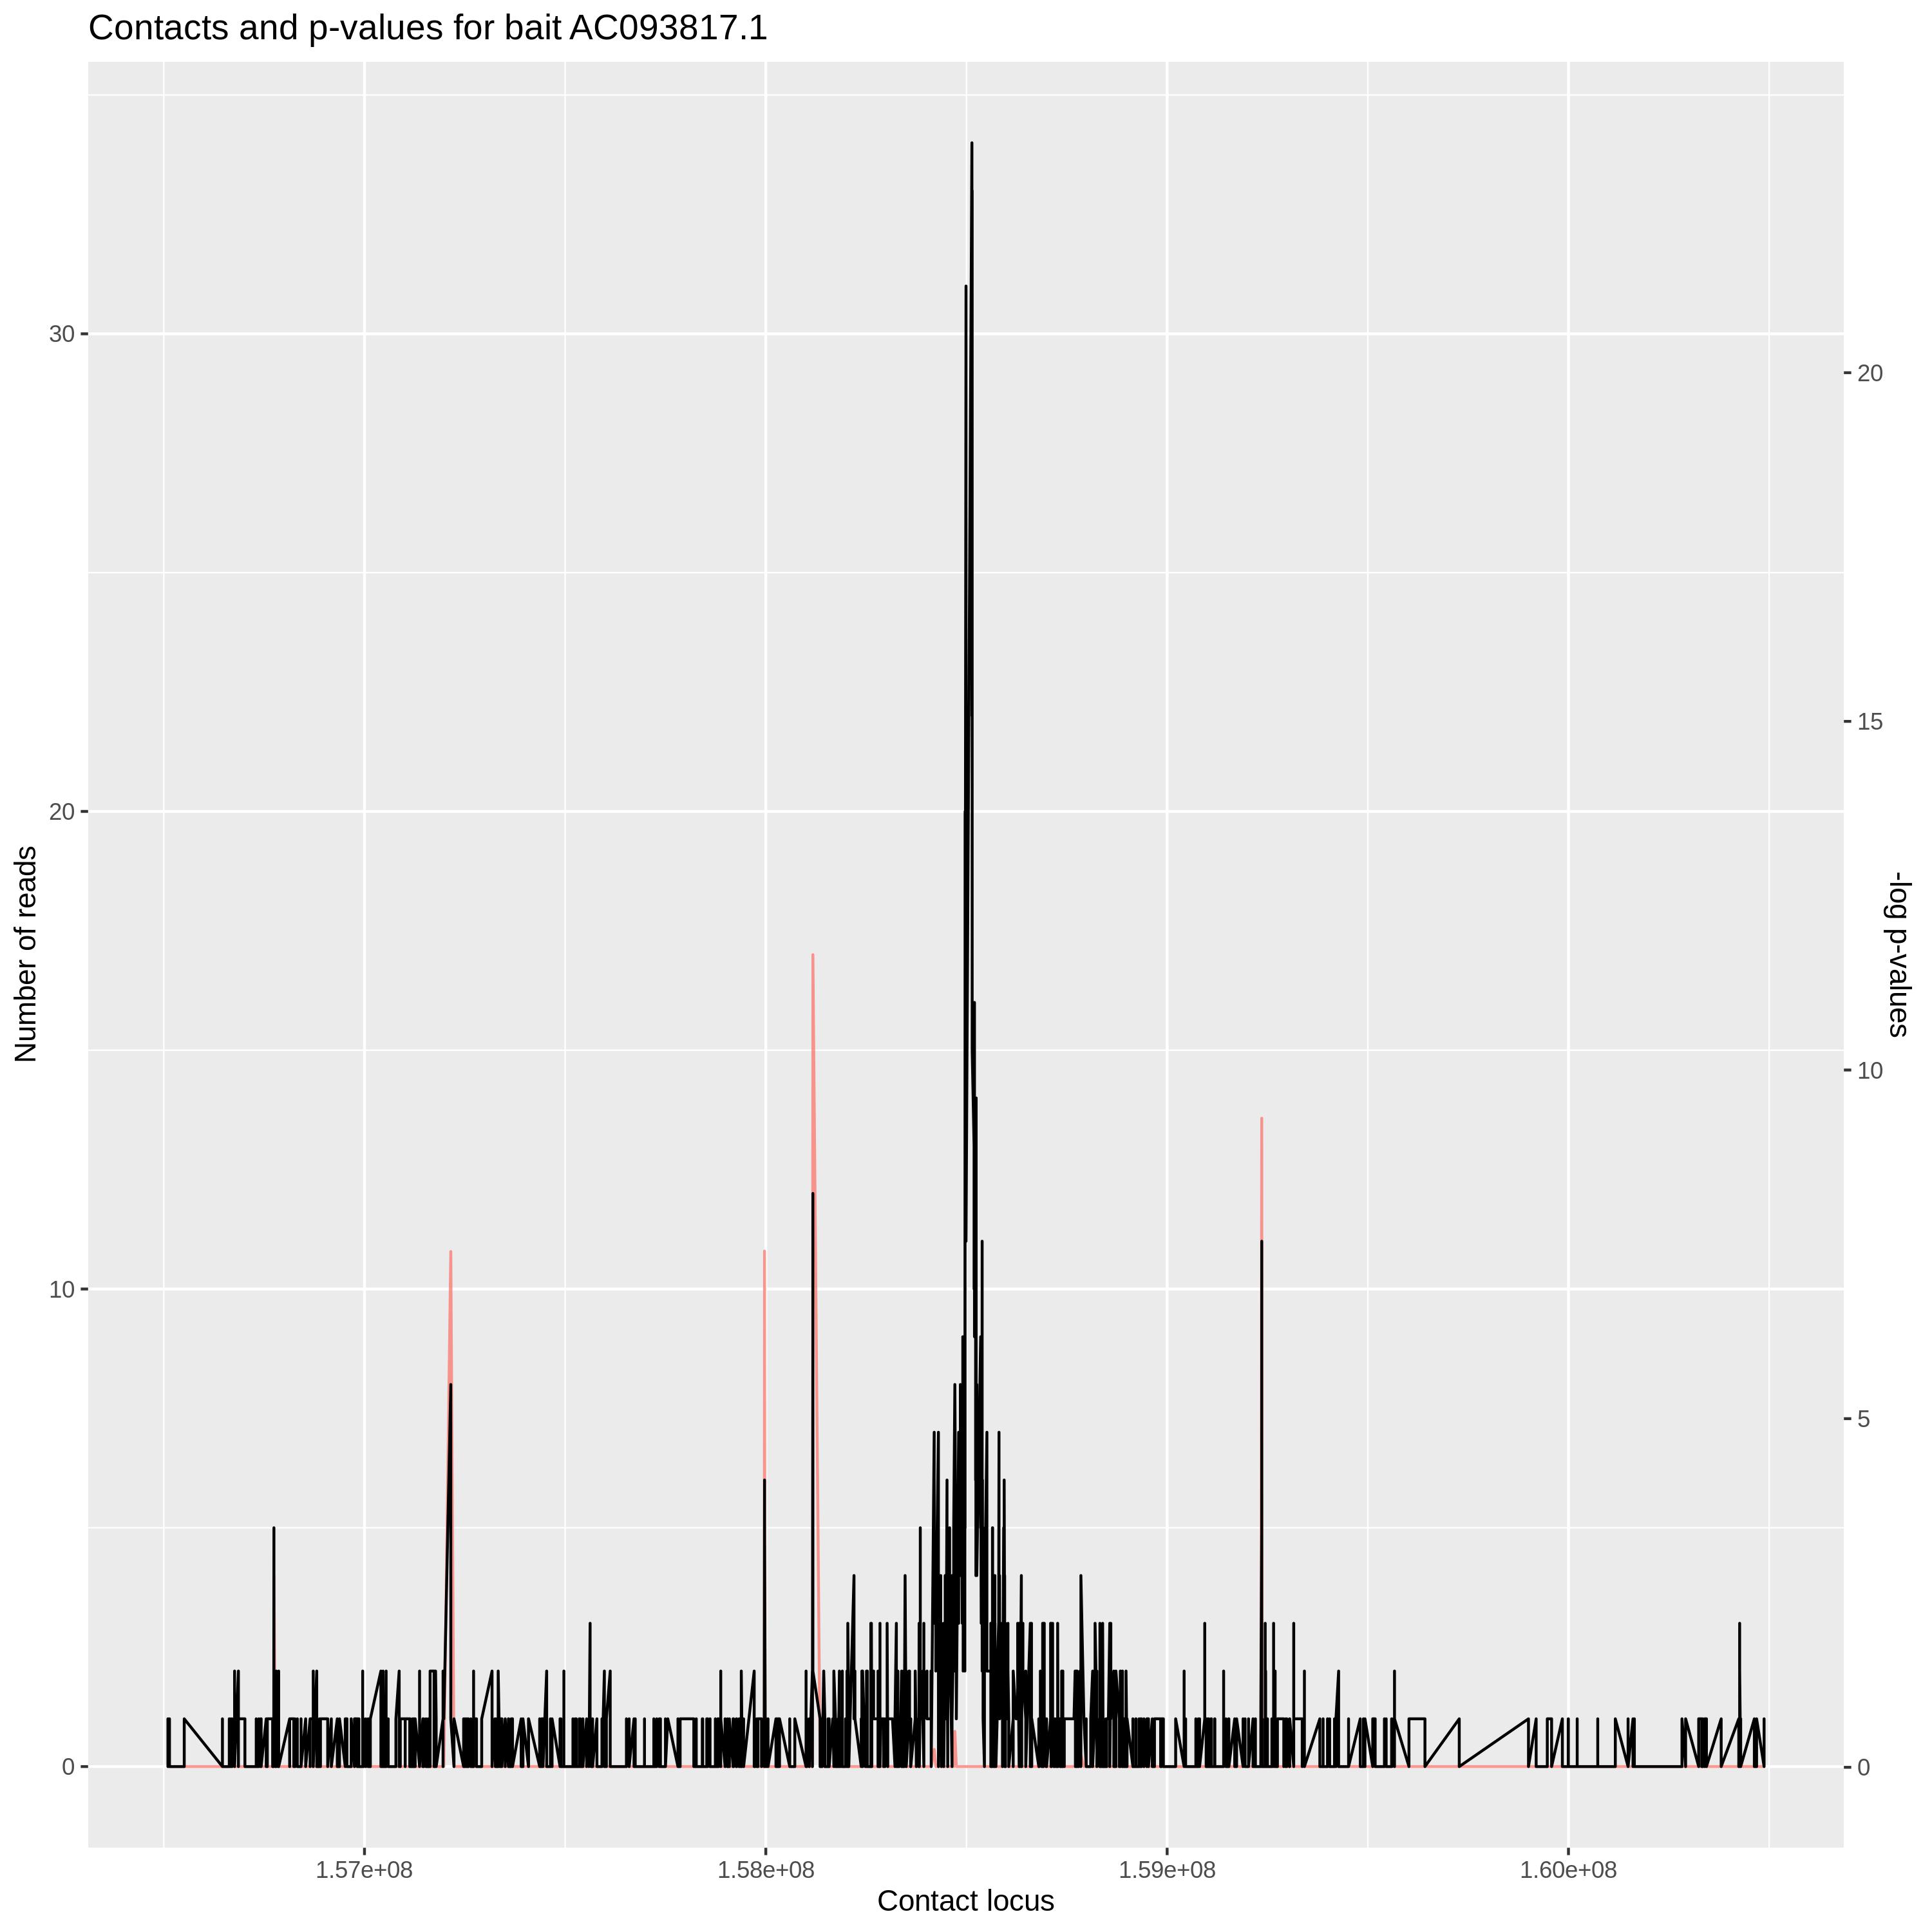 Contacts and p-values for bait AC093817.1
30
20
10
0
Number of reads
20
15
10
5
0
-log p-values
1.57e+08
1.58e+08
1.59e+08
1.60e+08
Contact locus